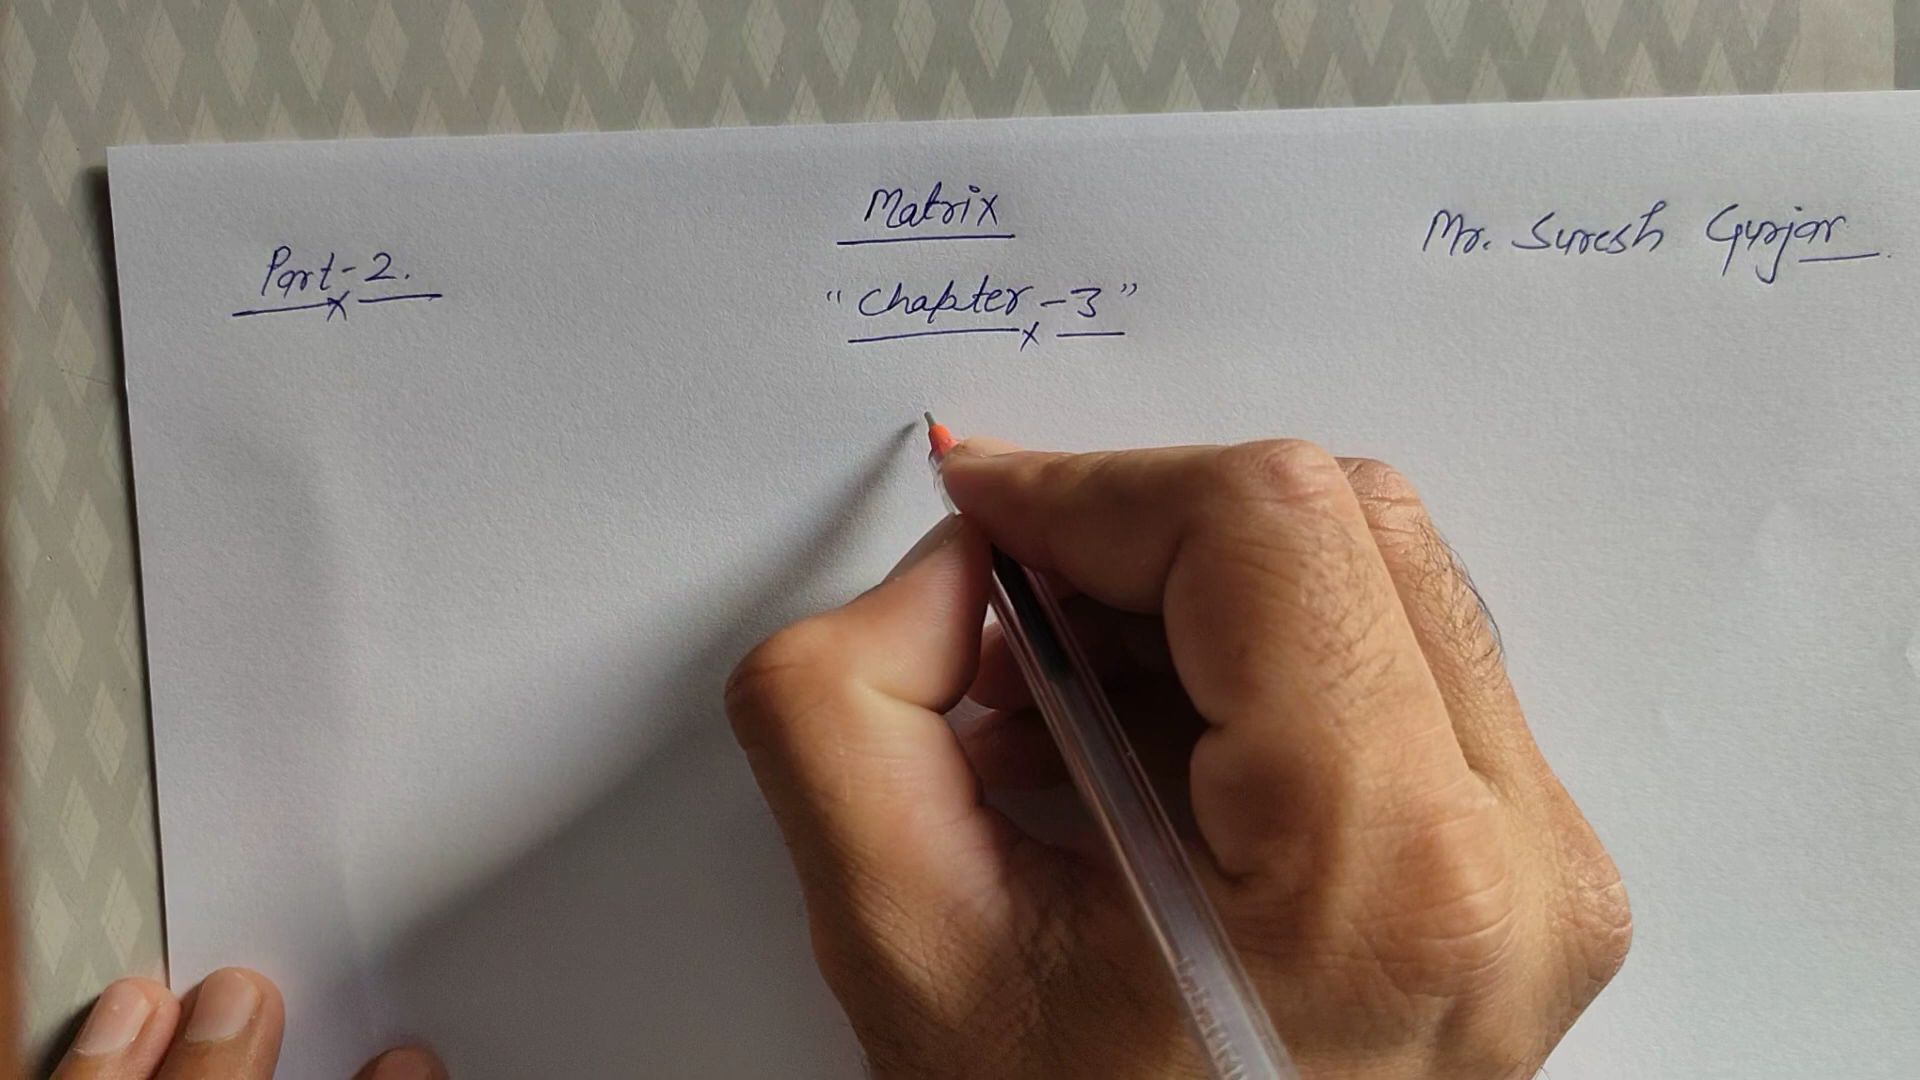 Matrix
Part-2.
"Chapter-3"
Mr. Suresh Gurjar